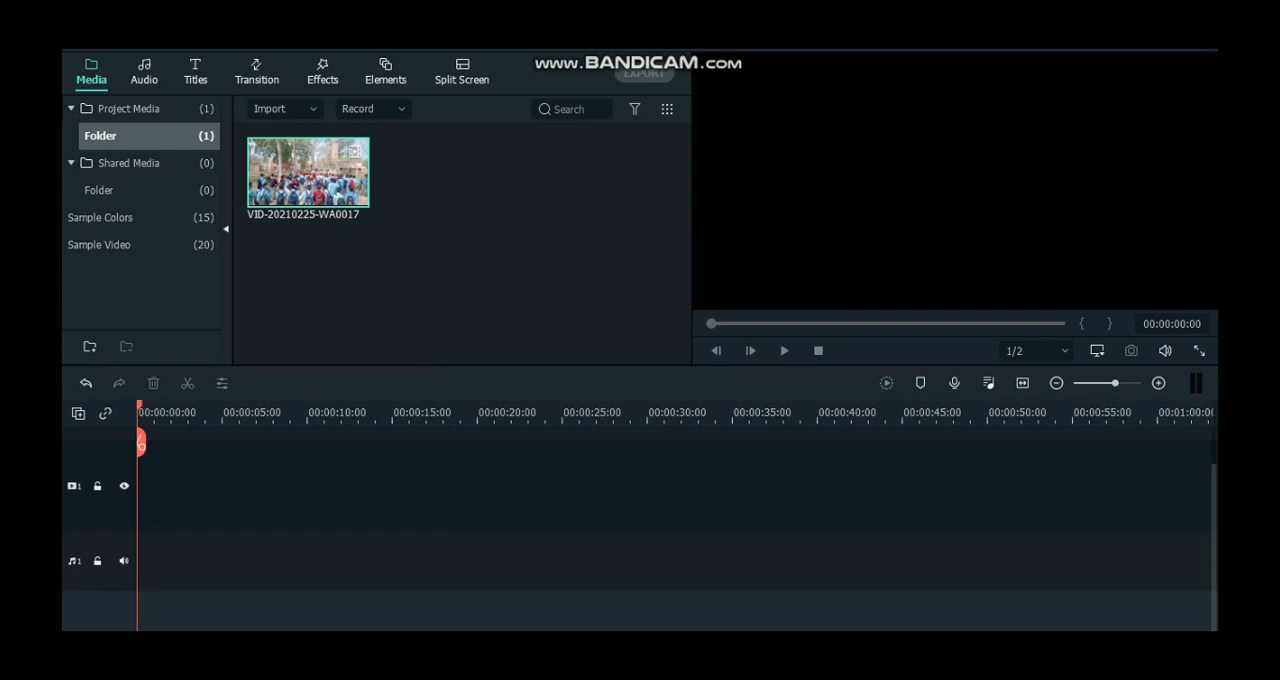 www.BANDICAM.com
Media Audio Titles Transition Effects Elements Split Screen EXPORT
Project Media (1) Import Record Search
Folder (1)
Shared Media (0)
Folder (0)
Sample Colors (15)
Sample Video (20)
VID-20210225-WA0017
{ } 00:00:00:00
1/2
00:00:00:00 00:00:05:00 00:00:10:00 00:00:15:00 00:00:20:00 00:00:25:00 00:00:30:00 00:00:35:00 00:00:40:00 00:00:45:00 00:00:50:00 00:00:55:00 00:01:00:00
1
1